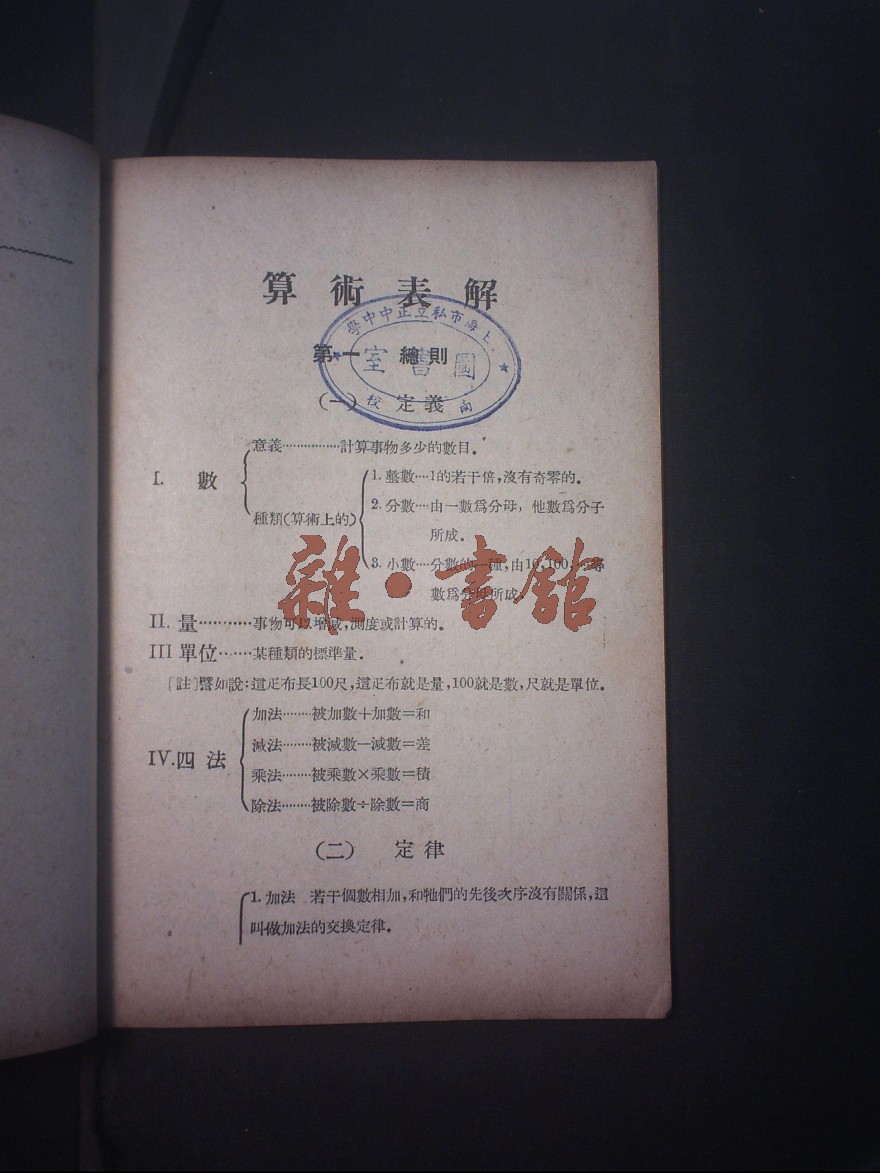 算術表解
上海市私立正中中學
圖書室
南校
第一 總則
(一) 定義
I. 數
意義················計算事物多少的數目。
種類(算術上的)
1. 整數····1的若干倍,沒有奇零的。
2. 分數····由一數爲分母,他數爲分子
所成。
3. 小數····分數的一種,由10,100,
數爲分母所成。
雜·書館
II. 量···········事物可以增減,測度或計算的。
III 單位·······某種類的標準量。
[註]譬如說:這疋布長100尺,這疋布就是量,100就是數,尺就是單位。
IV. 四法
加法········被加數+加數=和
減法········被減數—減數=差
乘法········被乘數×乘數=積
除法········被除數÷除數=商
(二) 定律
1. 加法 若干個數相加,和牠們的先後次序沒有關係,這
叫做加法的交換定律。